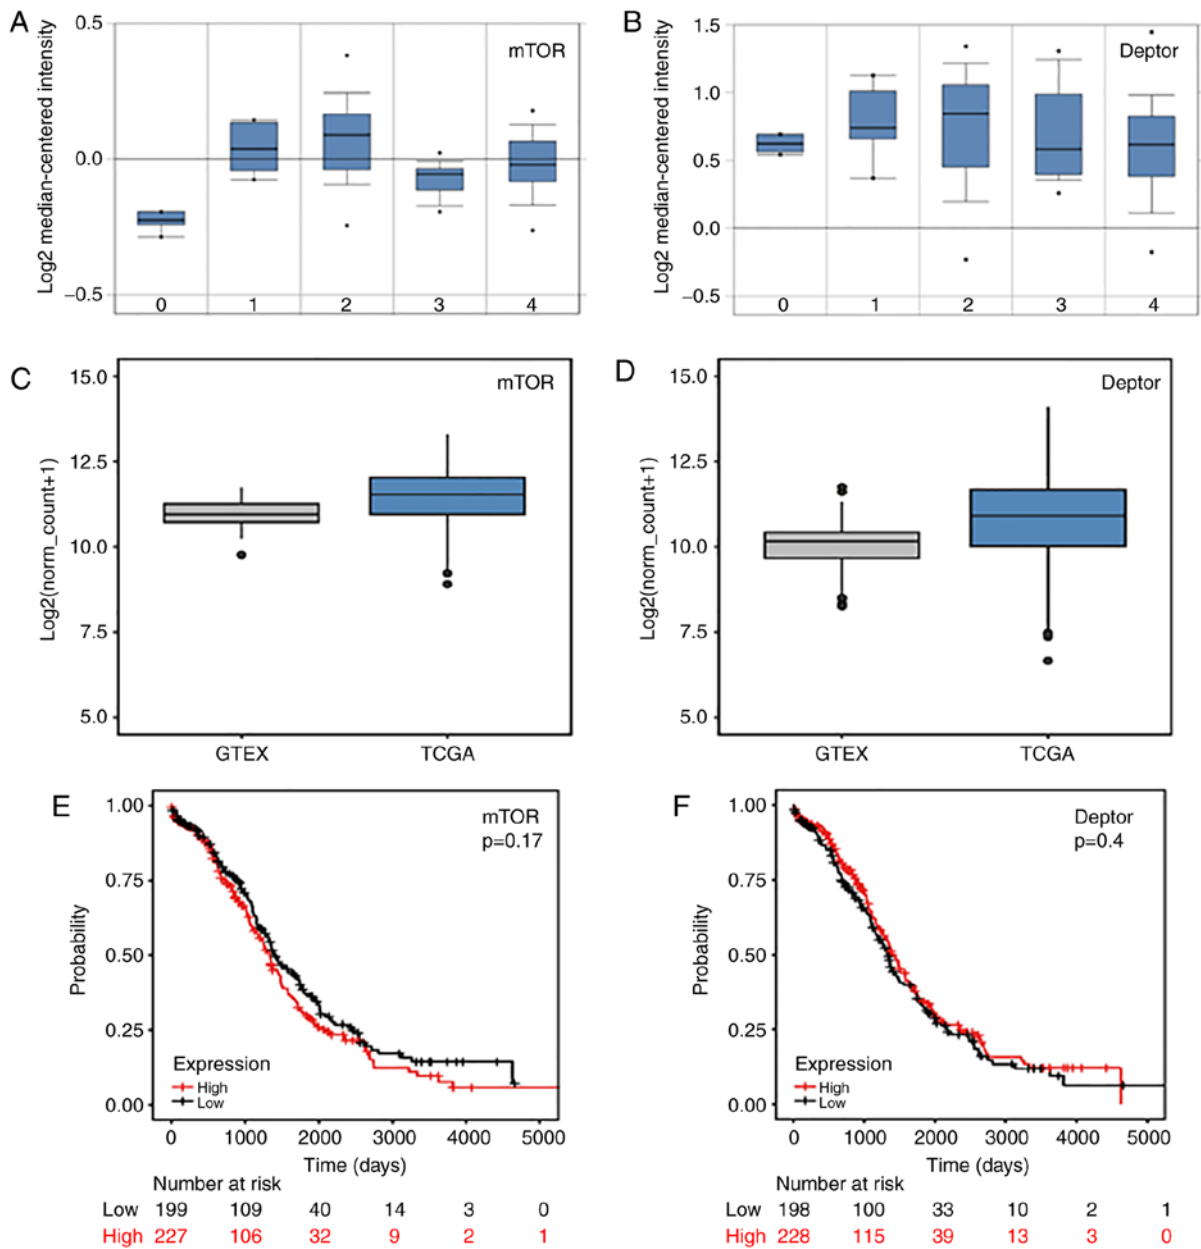 A
Log2 median-centered intensity
0.5
0.0
−0.5
mTOR
0 1 2 3 4
B
Log2 median-centered intensity
1.5
1.0
0.5
0.0
−0.5
Deptor
0 1 2 3 4
C
Log2(norm_count+1)
15.0
12.5
10.0
7.5
5.0
mTOR
GTEX TCGA
D
Log2(norm_count+1)
15.0
12.5
10.0
7.5
5.0
Deptor
GTEX TCGA
E
Probability
1.00
0.75
0.50
0.25
0.00
mTOR
p=0.17
Expression
High
Low
0 1000 2000 3000 4000 5000
Time (days)
Number at risk
Low 199 109 40 14 3 0
High 227 106 32 9 2 1
F
Probability
1.00
0.75
0.50
0.25
0.00
Deptor
p=0.4
Expression
High
Low
0 1000 2000 3000 4000 5000
Time (days)
Number at risk
Low 198 100 33 10 2 1
High 228 115 39 13 3 0